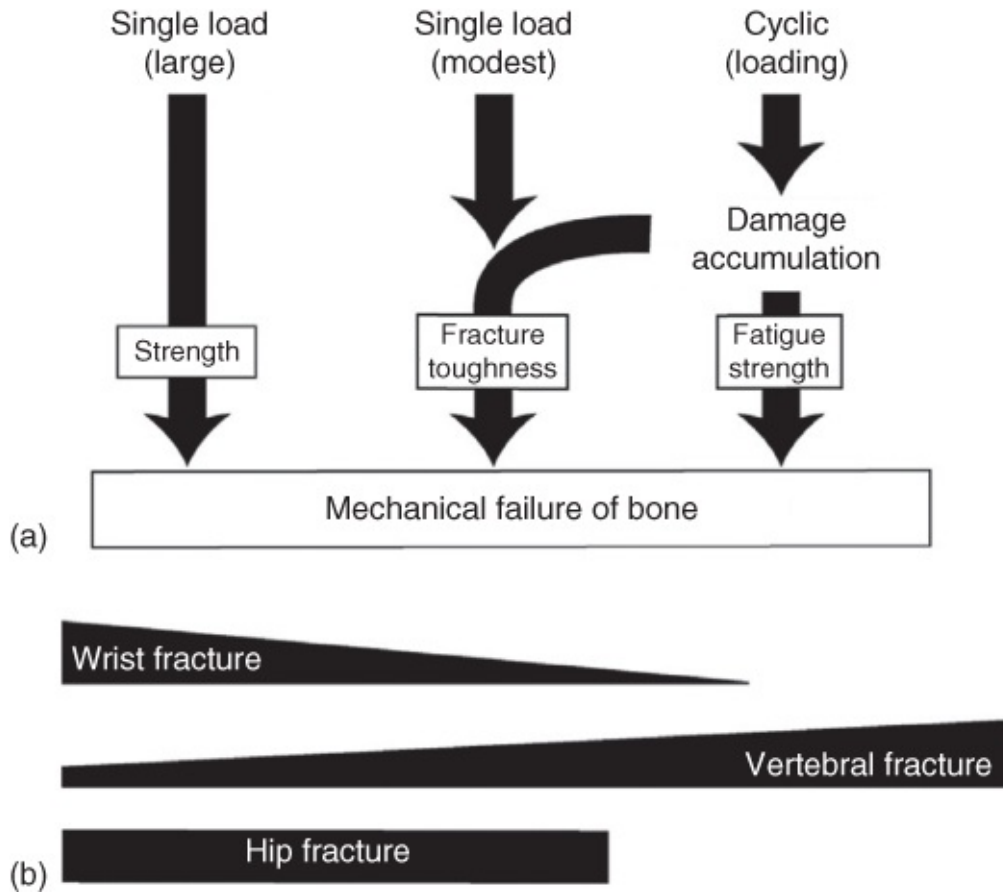 Single load
(large)
Single load
(modest)
Cyclic
(loading)
Damage
accumulation
Strength
Fracture
toughness
Fatigue
strength
Mechanical failure of bone
(a)
Wrist fracture
Vertebral fracture
Hip fracture
(b)